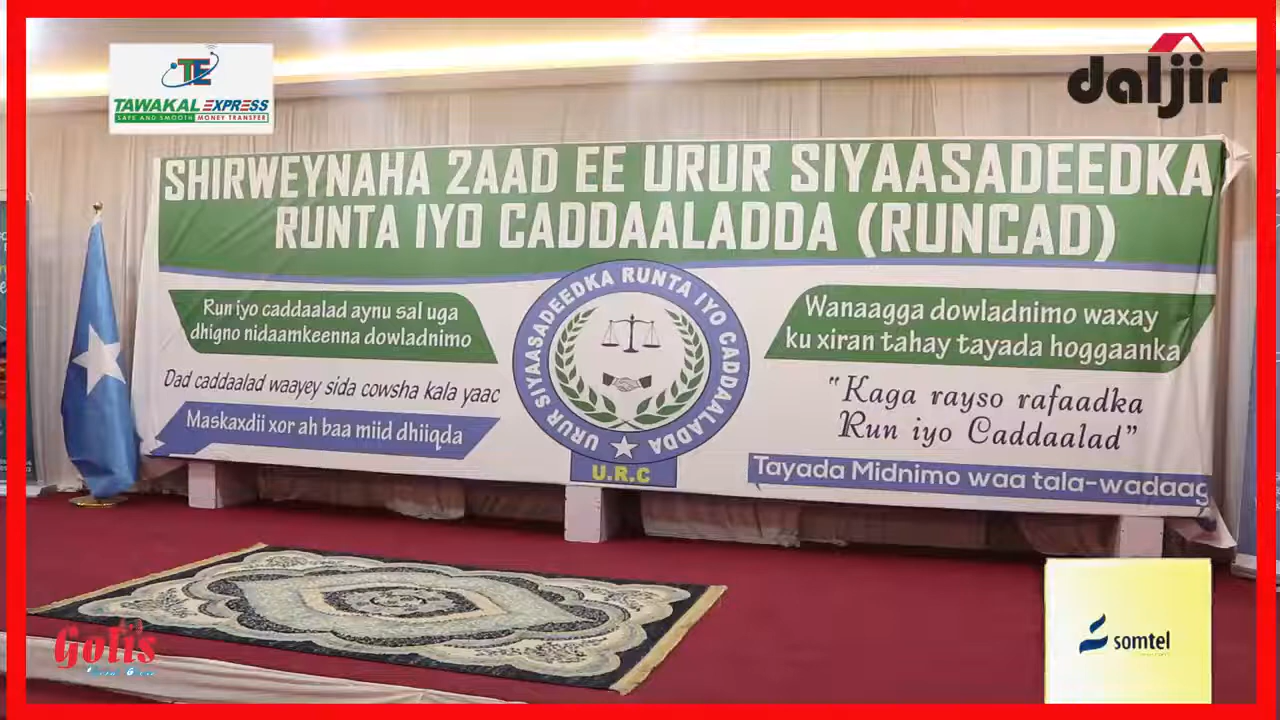 TE
TAWAKAL EXPRESS
SAFE AND SMOOTH MONEY TRANSFER
daljir
SHIRWEYNAHA 2AAD EE URUR SIYAASADEEDKA
RUNTA IYO CADDAALADDA (RUNCAD)
Run iyo caddaalad aynu sal uga
dhigno nidaamkeenna dowladnimo
Dad caddaalad waayey sida cowsha kala yaac
Maskaxdii xor ah baa miid dhiiqda
URUR SIYAASADEEDKA RUNTA IYO CADDAALADDA
U.R.C
Wanaagga dowladnimo waxay
ku xiran tahay tayada hoggaanka
"Kaga rayso rafaadka
Run iyo Caddaalad"
Tayada Midnimo waa tala-wadaag
Golis
somtel